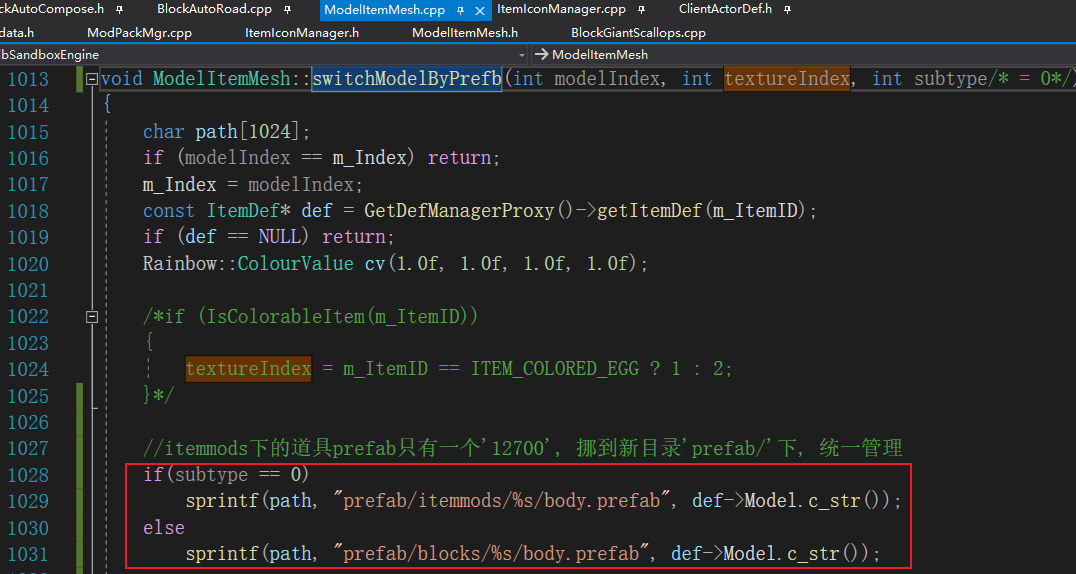 ckAutoCompose.h BlockAutoRoad.cpp ModelItemMesh.cpp ItemIconManager.cpp ClientActorDef.h
data.h ModPackMgr.cpp ItemIconManager.h ModelItemMesh.h BlockGiantScallops.cpp
bSandboxEngine ModelItemMesh
1013 void ModelItemMesh::switchModelByPrefb(int modelIndex, int textureIndex, int subtype/* = 0*/)
1014 {
1015 char path[1024];
1016 if (modelIndex == m_Index) return;
1017 m_Index = modelIndex;
1018 const ItemDef* def = GetDefManagerProxy()->getItemDef(m_ItemID);
1019 if (def == NULL) return;
1020 Rainbow::ColourValue cv(1.0f, 1.0f, 1.0f, 1.0f);
1021
1022 /*if (IsColorableItem(m_ItemID))
1023 {
1024 textureIndex = m_ItemID == ITEM_COLORED_EGG ? 1 : 2;
1025 }*/
1026
1027 //itemmods下的道具prefab只有一个'12700', 挪到新目录'prefab/'下, 统一管理
1028 if(subtype == 0)
1029 sprintf(path, "prefab/itemmods/%s/body.prefab", def->Model.c_str());
1030 else
1031 sprintf(path, "prefab/blocks/%s/body.prefab", def->Model.c_str());